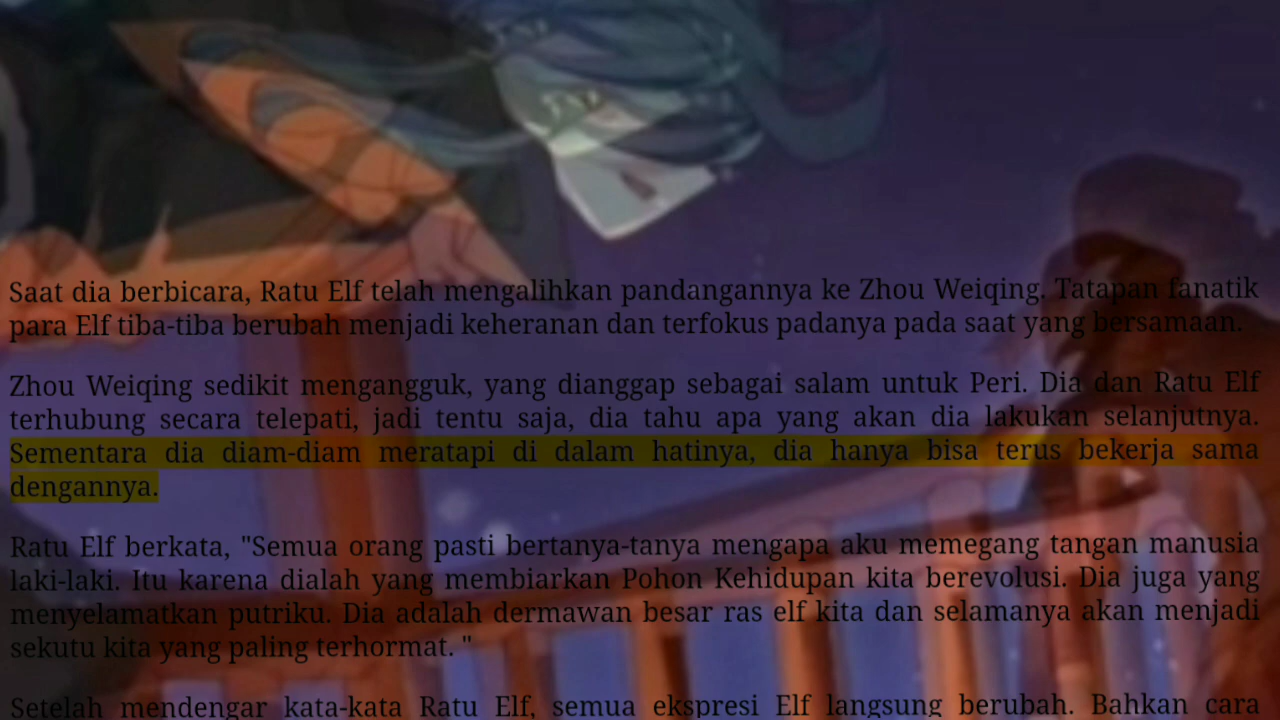 Saat dia berbicara, Ratu Elf telah mengalihkan pandangannya ke Zhou Weiqing. Tatapan fanatik
para Elf tiba-tiba berubah menjadi keheranan dan terfokus padanya pada saat yang bersamaan.
Zhou Weiqing sedikit mengangguk, yang dianggap sebagai salam untuk Peri. Dia dan Ratu Elf
terhubung secara telepati, jadi tentu saja, dia tahu apa yang akan dia lakukan selanjutnya.
Sementara dia diam-diam meratapi di dalam hatinya, dia hanya bisa terus bekerja sama
dengannya.
Ratu Elf berkata, "Semua orang pasti bertanya-tanya mengapa aku memegang tangan manusia
laki-laki. Itu karena dialah yang membiarkan Pohon Kehidupan kita berevolusi. Dia juga yang
menyelamatkan putriku. Dia adalah dermawan besar ras elf kita dan selamanya akan menjadi
sekutu kita yang paling terhormat. "
Setelah mendengar kata-kata Ratu Elf, semua ekspresi Elf langsung berubah. Bahkan cara